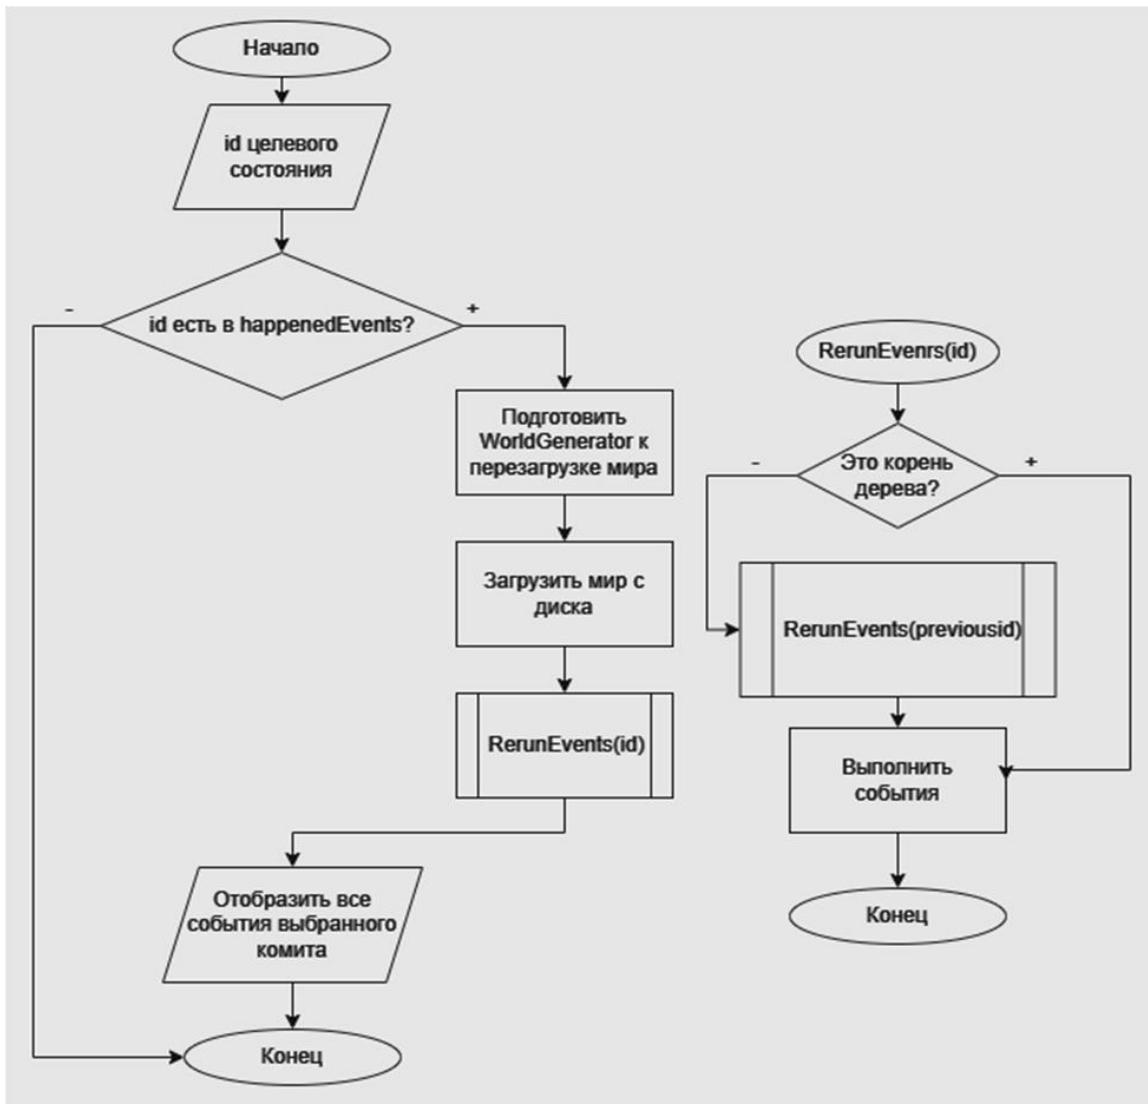 Начало
id целевого
состояния
-
+
id есть в happenedEvents?
Подготовить
WorldGenerator к
перезагрузке мира
Загрузить мир с
диска
RerunEvents(id)
Отобразить все
события выбранного
комита
Конец
RerunEvenrs(id)
-
+
Это корень
дерева?
RerunEvents(previousid)
Выполнить
события
Конец